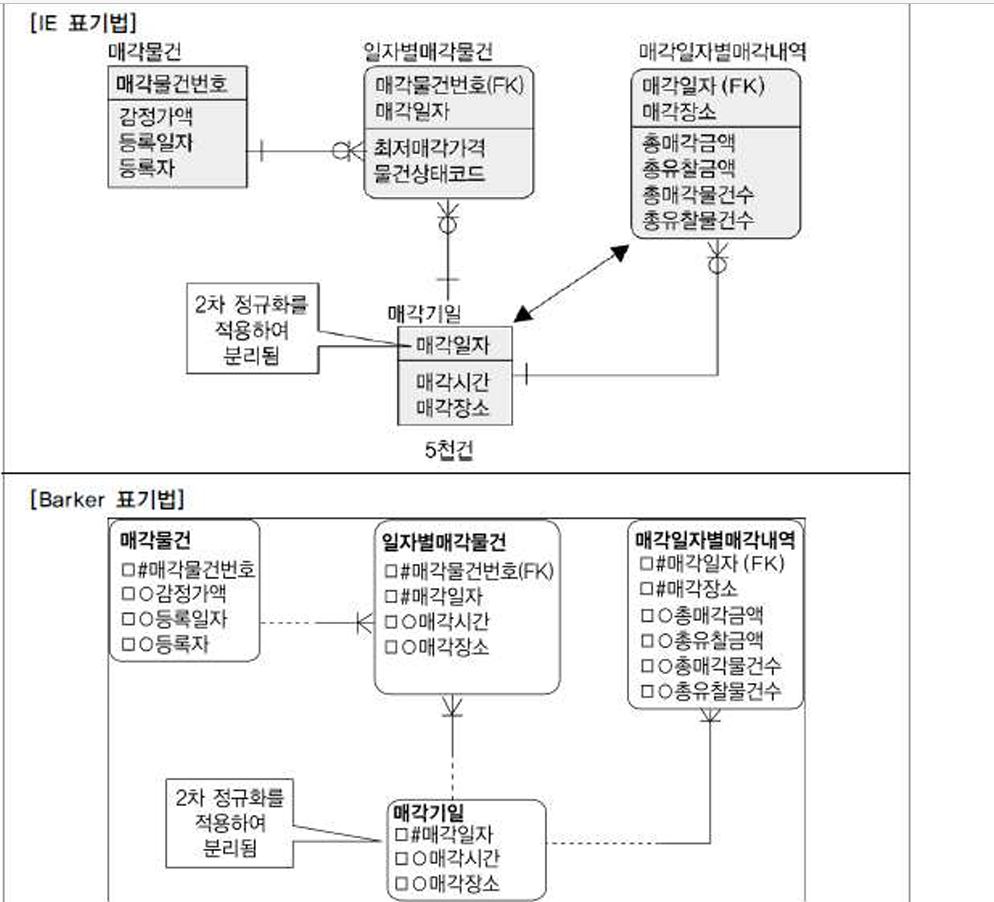 [IE 표기법]
매각물건
매각물건번호
감정가액
등록일자
등록자
일자별매각물건
매각물건번호(FK)
매각일자
최저매각가격
물건상태코드
매각일자별매각내역
매각일자 (FK)
매각장소
총매각금액
총유찰금액
총매각물건수
총유찰물건수
2차 정규화를
적용하여
분리됨
매각기일
매각일자
매각시간
매각장소
5천건
[Barker 표기법]
매각물건
#매각물건번호
감정가액
등록일자
등록자
일자별매각물건
#매각물건번호(FK)
#매각일자
매각시간
매각장소
매각일자별매각내역
#매각일자 (FK)
#매각장소
총매각금액
총유찰금액
총매각물건수
총유찰물건수
2차 정규화를
적용하여
분리됨
매각기일
#매각일자
매각시간
매각장소